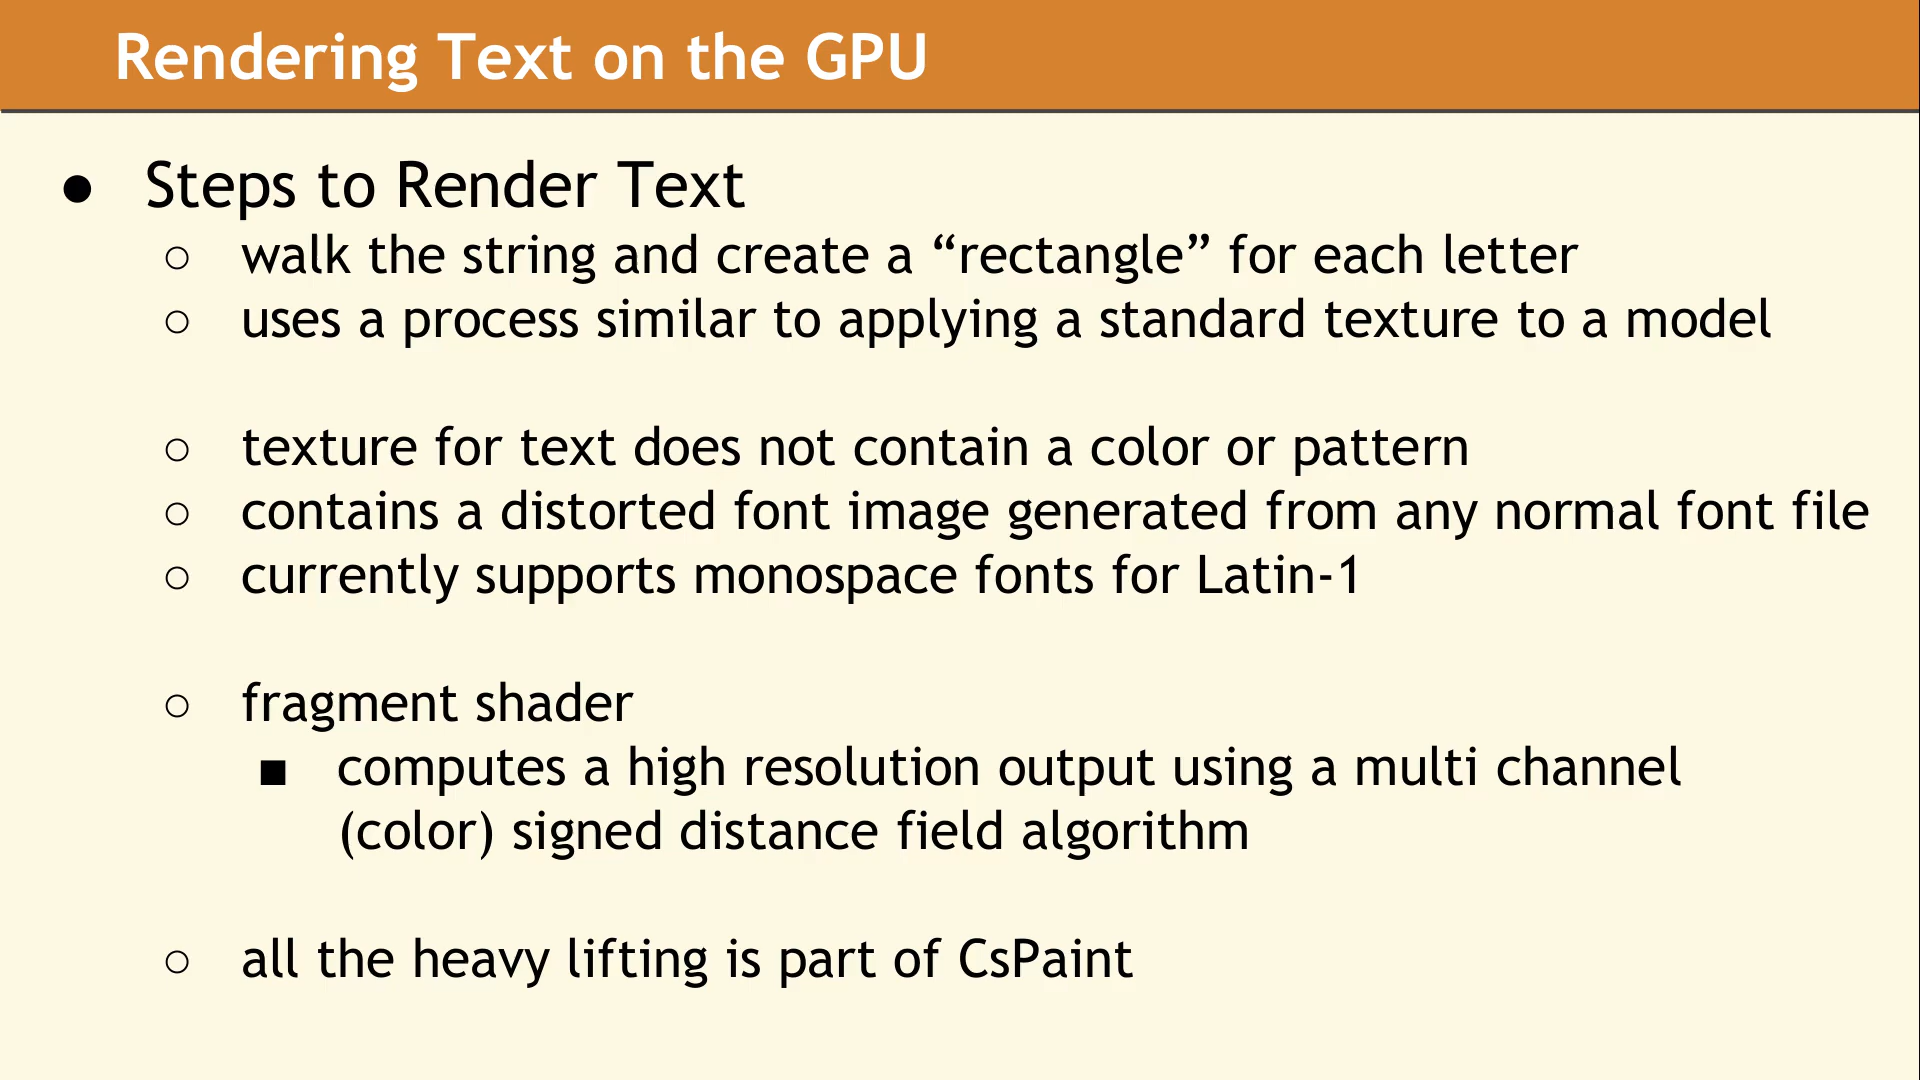 Rendering Text on the GPU
● Steps to Render Text
○ walk the string and create a “rectangle” for each letter
○ uses a process similar to applying a standard texture to a model
○ texture for text does not contain a color or pattern
○ contains a distorted font image generated from any normal font file
○ currently supports monospace fonts for Latin-1
○ fragment shader
■ computes a high resolution output using a multi channel
(color) signed distance field algorithm
○ all the heavy lifting is part of CsPaint